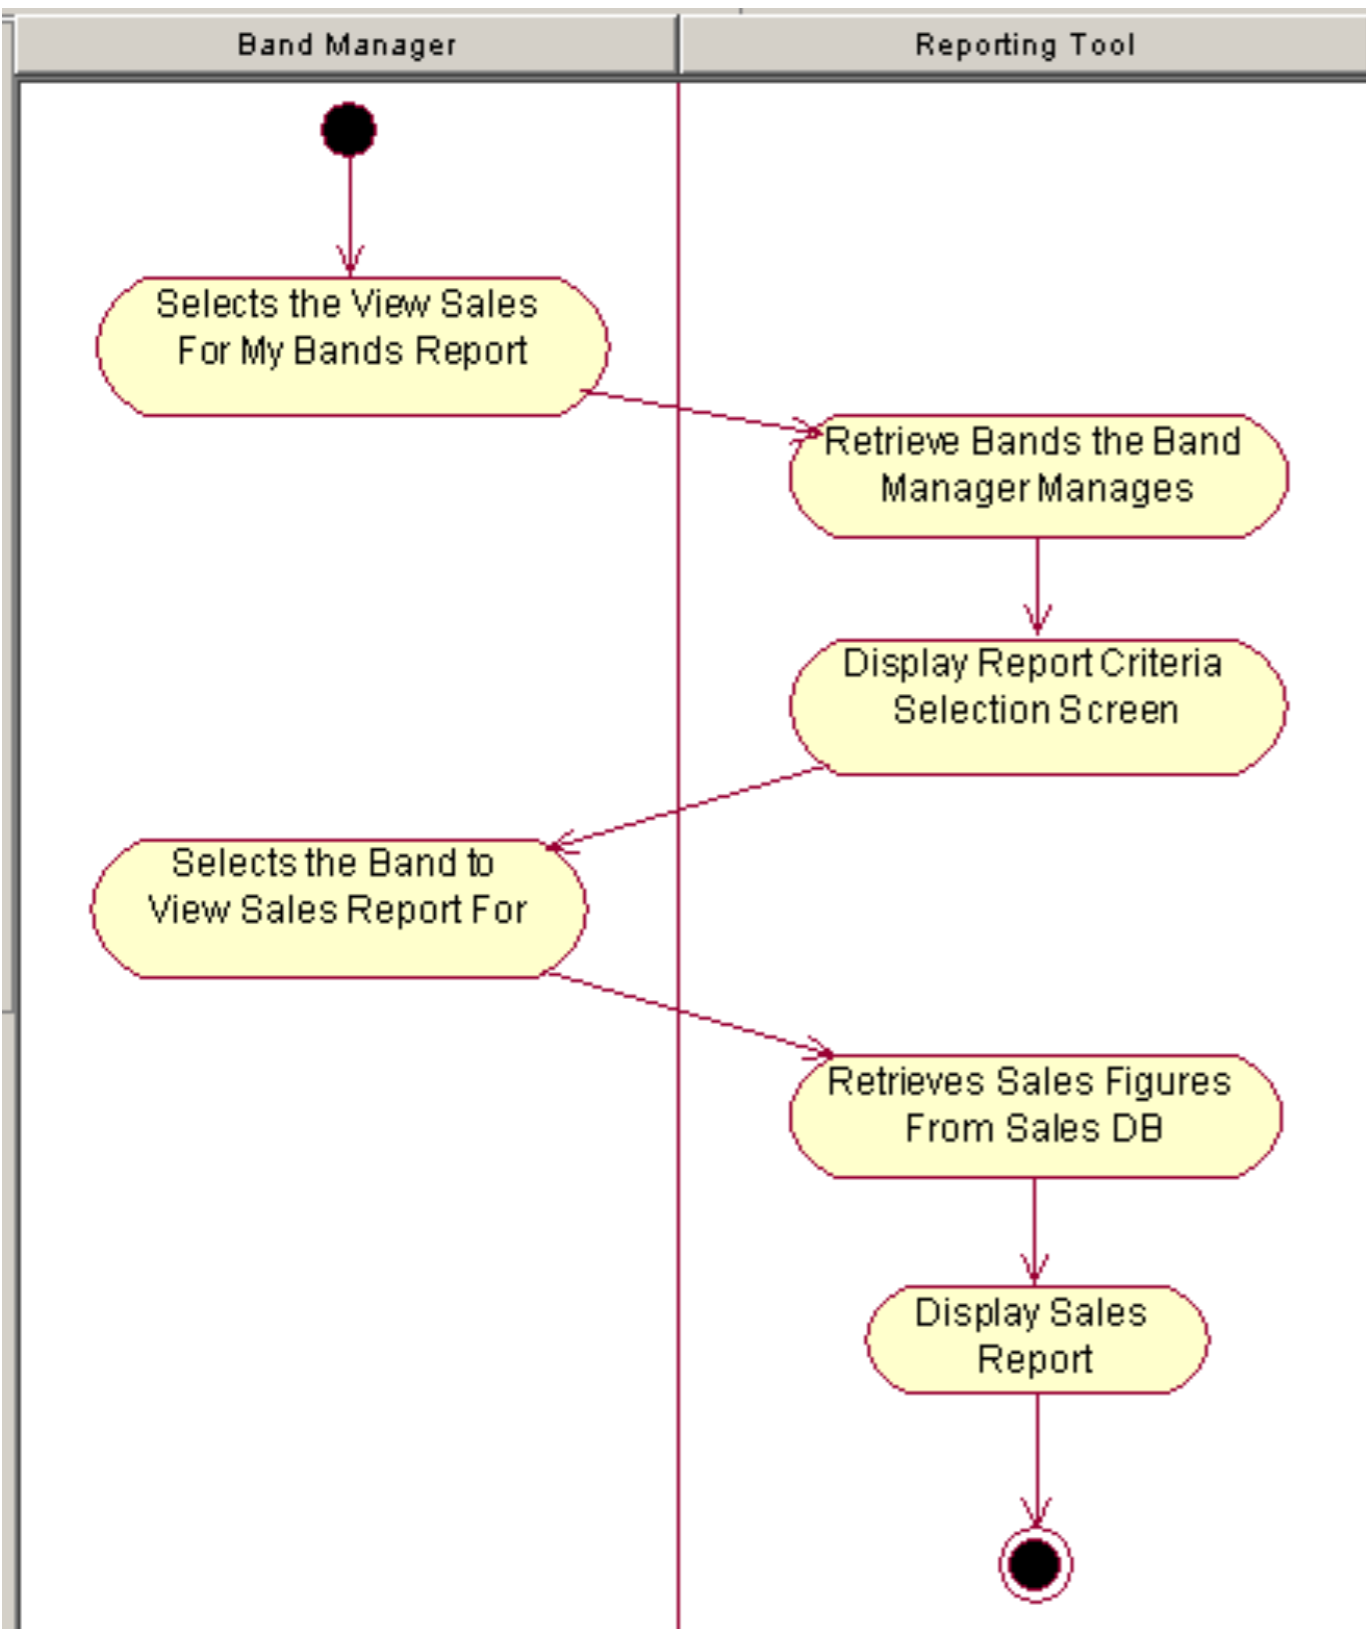 Band Manager
Reporting Tool
Selects the View Sales
For My Bands Report
Retrieve Bands the Band
Manager Manages
Display Report Criteria
Selection Screen
Selects the Band to
View Sales Report For
Retrieves Sales Figures
From Sales DB
Display Sales
Report